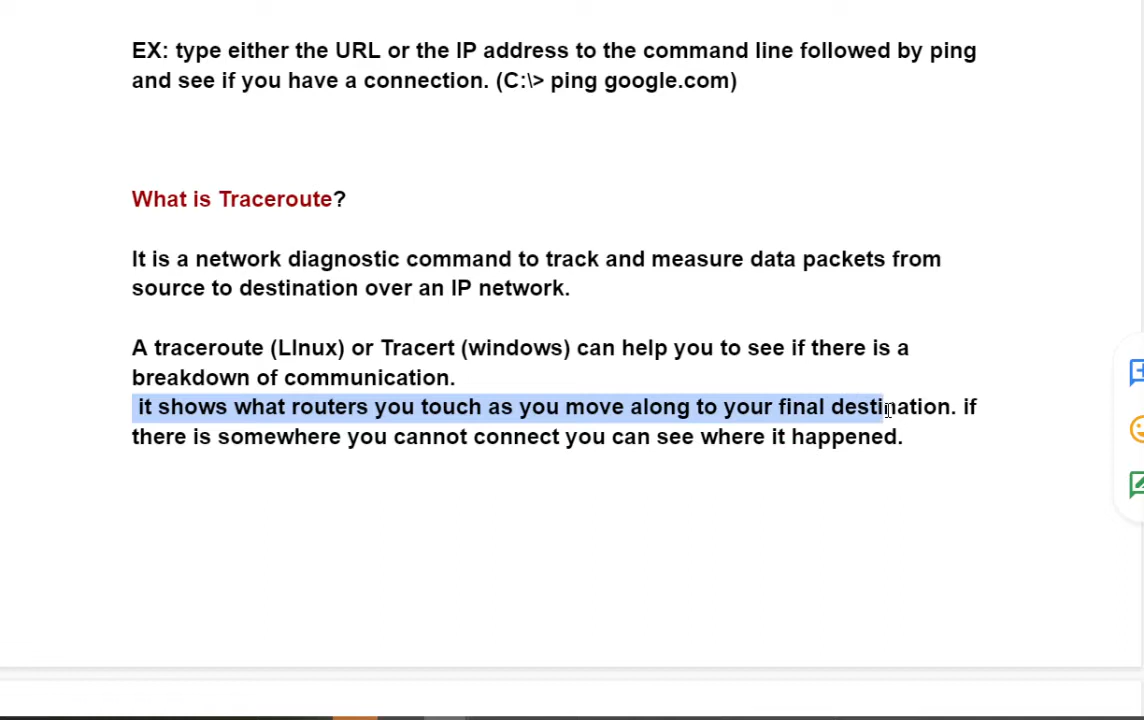 EX: type either the URL or the IP address to the command line followed by ping
and see if you have a connection. (C:\> ping google.com)
What is Traceroute?
It is a network diagnostic command to track and measure data packets from
source to destination over an IP network.
A traceroute (LInux) or Tracert (windows) can help you to see if there is a
breakdown of communication.
it shows what routers you touch as you move along to your final destination. if
there is somewhere you cannot connect you can see where it happened.